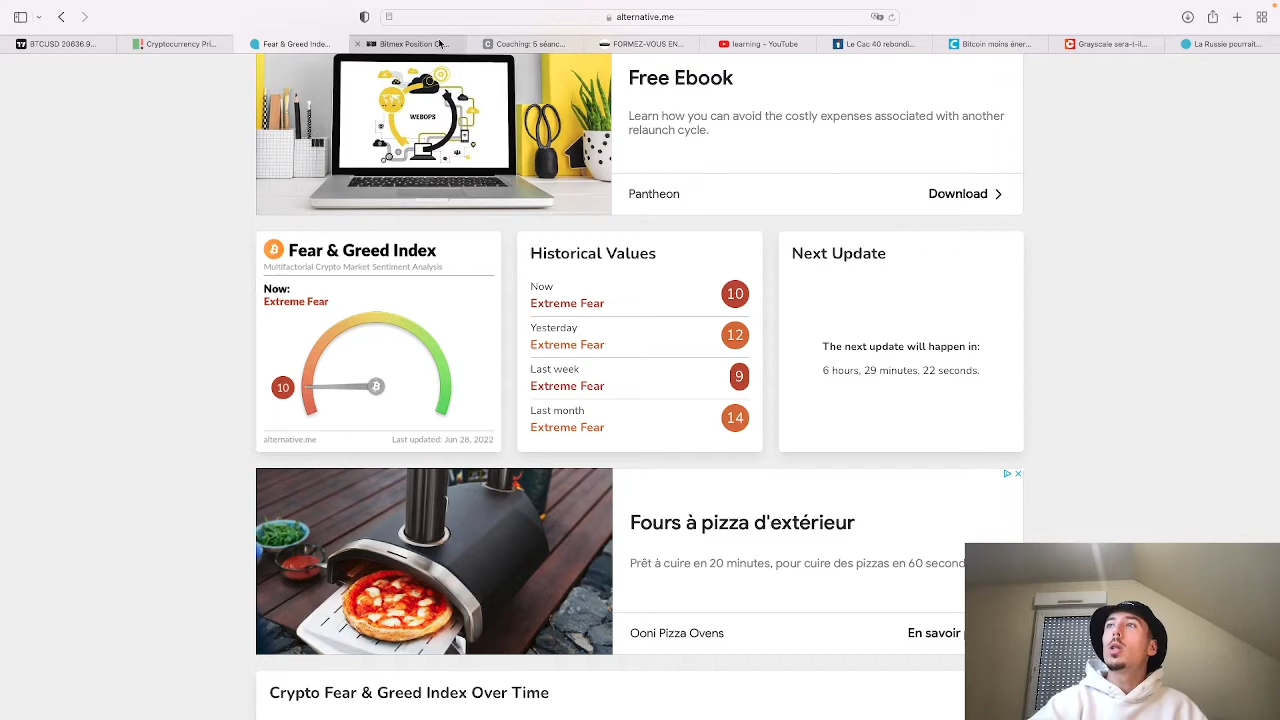 alternative.me
BTCUSD 20636.9...
Cryptocurrency Pri...
Fear & Greed Inde...
Bitmex Position C...
Coaching: 5 séanc...
FORMEZ-VOUS EN...
learning - YouTube
Le Cac 40 rebondi...
Bitcoin moins éner...
Grayscale sera-t-il...
La Russie pourrait...
WEBOPS
Free Ebook
Learn how you can avoid the costly expenses associated with another
relaunch cycle.
Pantheon
Download
Fear & Greed Index
Multifactorial Crypto Market Sentiment Analysis
Now:
Extreme Fear
10
alternative.me
Last updated: Jun 28, 2022
Historical Values
Now
Extreme Fear
10
Yesterday
Extreme Fear
12
Last week
Extreme Fear
9
Last month
Extreme Fear
14
Next Update
The next update will happen in:
6 hours, 29 minutes, 22 seconds.
Fours à pizza d'extérieur
Prêt à cuire en 20 minutes, pour cuire des pizzas en 60 second
Ooni Pizza Ovens
En savoir
Crypto Fear & Greed Index Over Time